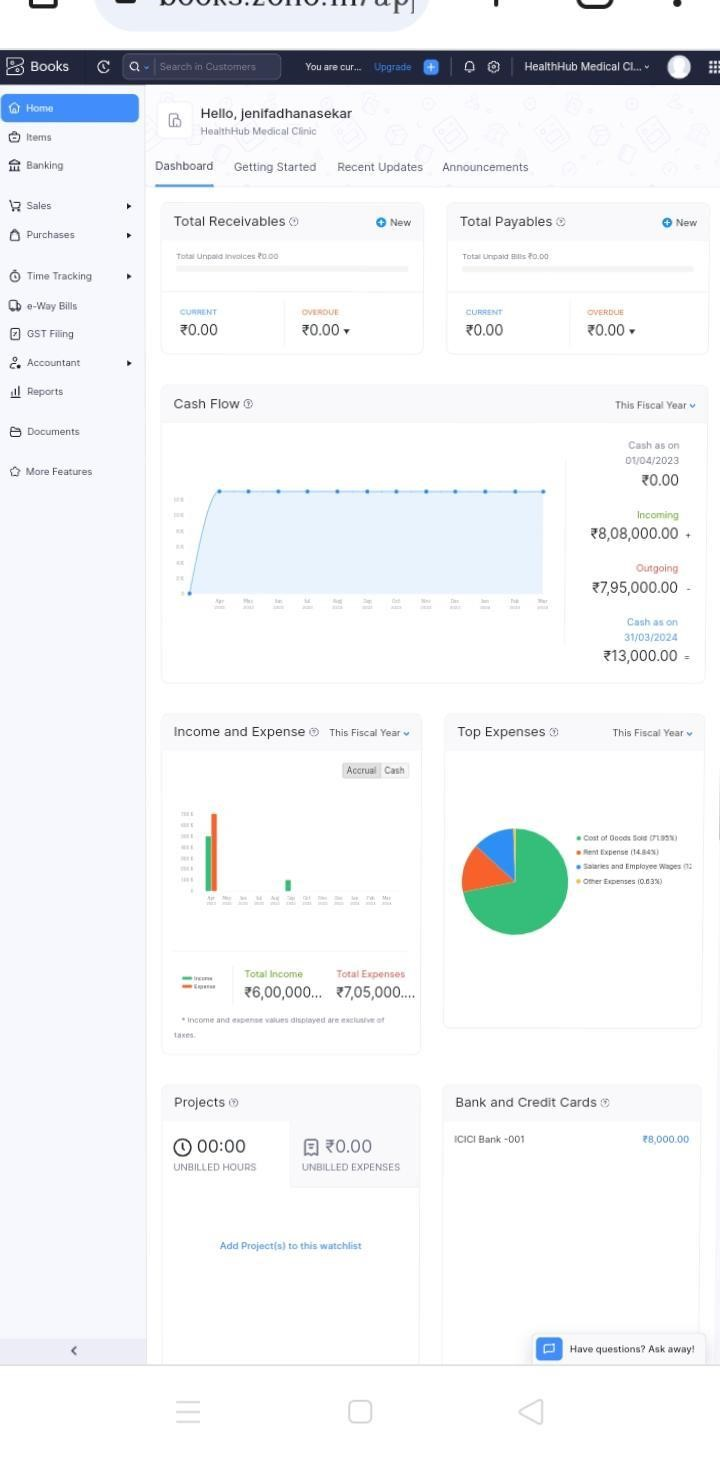 Books
Search in Customers
You are cur...
Upgrade
HealthHub Medical Cl...
Home
Items
Banking
Sales
Purchases
Time Tracking
e-Way Bills
GST Filing
Accountant
Reports
Documents
More Features
Hello, jenifadhanasekar
HealthHub Medical Clinic
Dashboard Getting Started Recent Updates Announcements
Total Receivables
New
Total Unpaid Invoices ₹0.00
CURRENT
₹0.00
OVERDUE
₹0.00
Total Payables
New
Total Unpaid Bills ₹0.00
CURRENT
₹0.00
OVERDUE
₹0.00
Cash Flow
This Fiscal Year
Cash as on
01/04/2023
₹0.00
Incoming
₹8,08,000.00 +
Outgoing
₹7,95,000.00 -
Cash as on
31/03/2024
₹13,000.00 =
Income and Expense
This Fiscal Year
Accrual Cash
Income
Expense
Total Income
₹6,00,000...
Total Expenses
₹7,05,000....
* Income and expense values displayed are exclusive of
taxes.
Top Expenses
This Fiscal Year
Cost of Goods Sold (71.95%)
Rent Expense (14.84%)
Salaries and Employee Wages (12
Other Expenses (0.63%)
Projects
00:00
UNBILLED HOURS
₹0.00
UNBILLED EXPENSES
Add Project(s) to this watchlist
Bank and Credit Cards
ICICI Bank -001 ₹8,000.00
Have questions? Ask away!